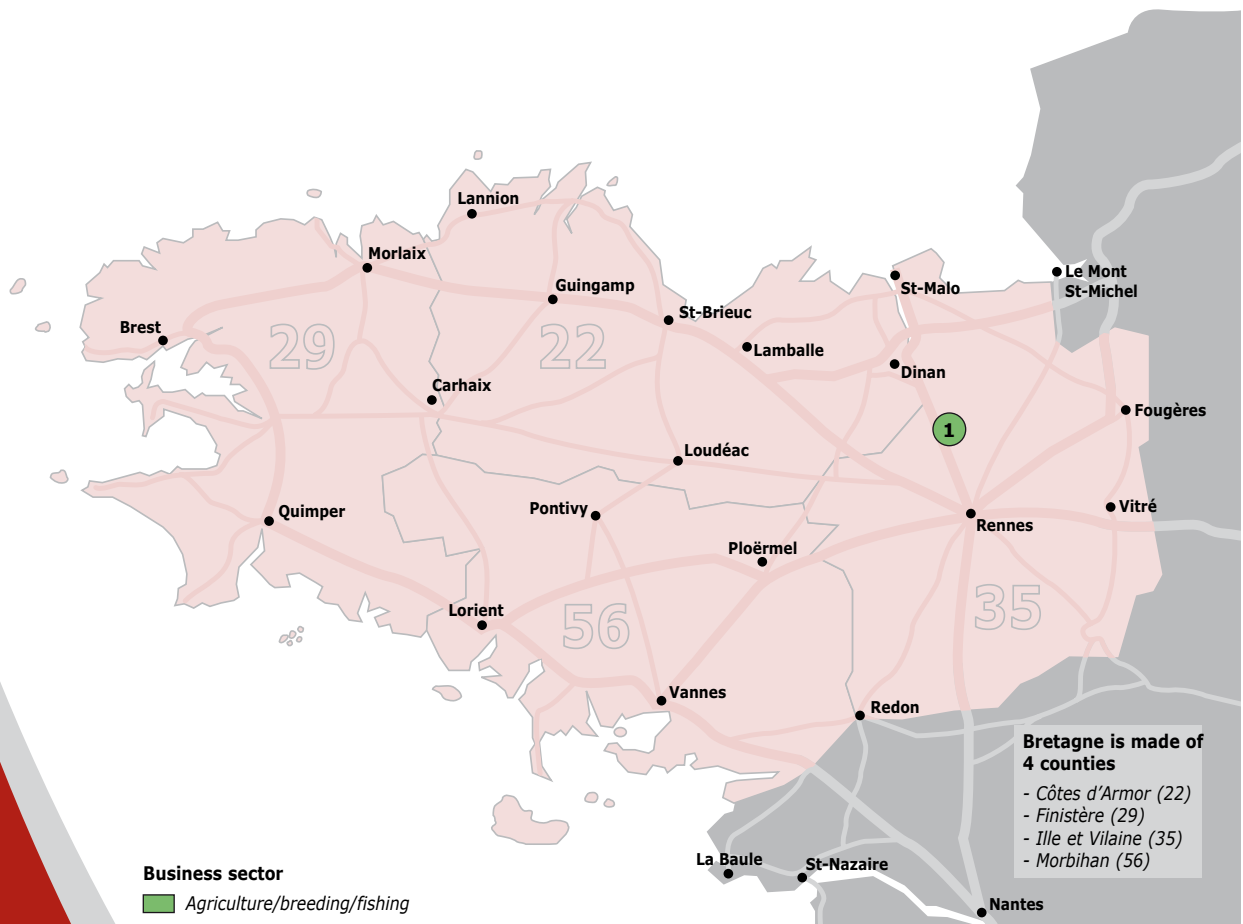 Lannion
Morlaix
Le Mont
St-Michel
St-Malo
Guingamp
St-Brieuc
Brest
29
22
Lamballe
Dinan
Carhaix
Fougères
1
Loudéac
Quimper
Pontivy
Vitré
Rennes
Ploërmel
Lorient
56
35
Vannes
Redon
Bretagne is made of
4 counties
- Côtes d'Armor (22)
- Finistère (29)
- Ille et Vilaine (35)
- Morbihan (56)
La Baule
St-Nazaire
Business sector
Agriculture/breeding/fishing
Nantes